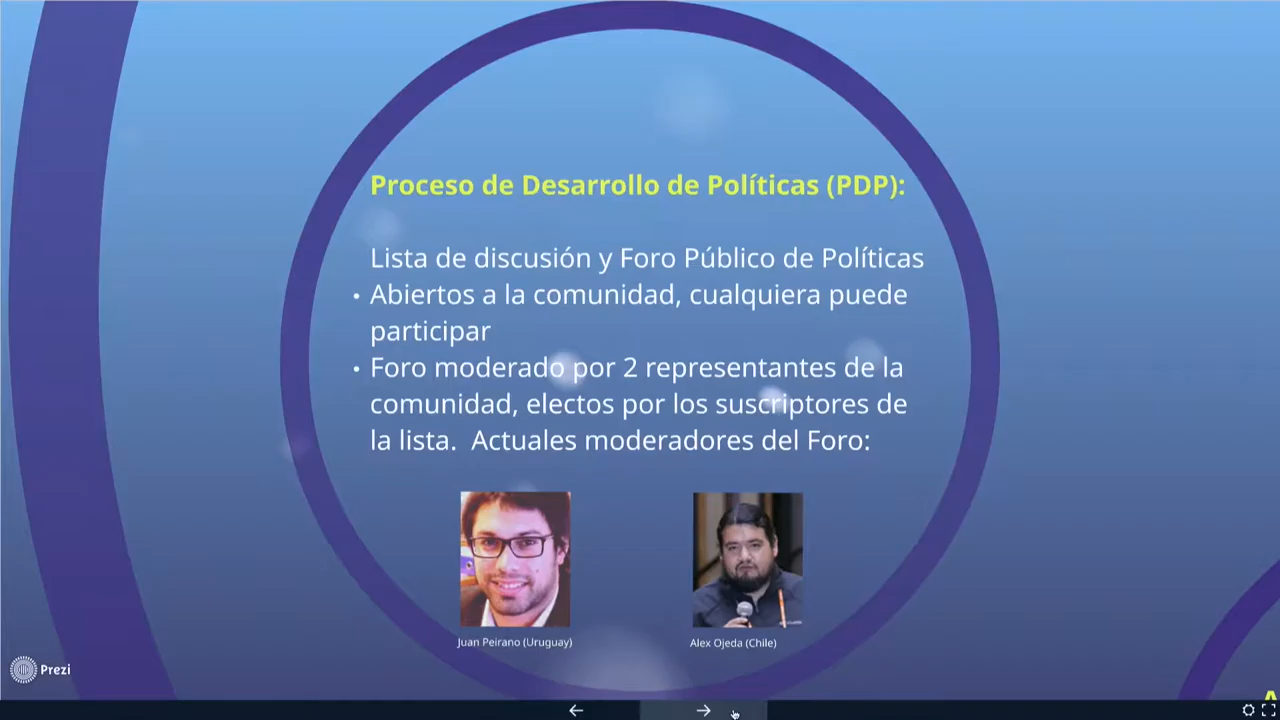 Proceso de Desarrollo de Políticas (PDP):
Lista de discusión y Foro Público de Políticas
• Abiertos a la comunidad, cualquiera puede
participar
• Foro moderado por 2 representantes de la
comunidad, electos por los suscriptores de
la lista. Actuales moderadores del Foro:
Juan Peirano (Uruguay)
Alex Ojeda (Chile)
Prezi